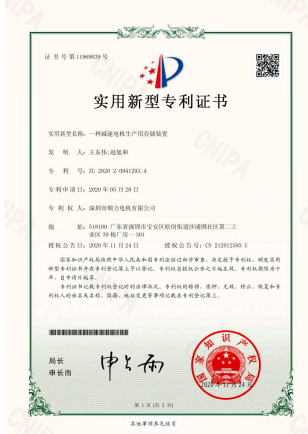 证书号第11969039号
实用新型专利证书
实用新型名称：一种减速电机生产用存储装置
发明人：王东伟;赵旭和
专利号：ZL 2020 2 0941293.4
专利申请日：2020年05月28日
专利权人：深圳市顺力电机有限公司
地址：518100 广东省深圳市宝安区松岗街道沙浦围社区第二工
业区39栋厂房一301
授权公告日：2020年11月24日 授权公告号：CN 212012393 U
国家知识产权局依照中华人民共和国专利法经过初步审查，决定授予专利权，颁发实用
新型专利证书并在专利登记簿上予以登记。专利权自授权公告之日起生效。专利权期限为十
年，自申请日起算。
专利证书记载专利权登记时的法律状况。专利权的转移、质押、无效、终止、恢复和专
利权人的姓名或名称、国籍、地址变更等事项记载在专利登记簿上。
局长
申长雨
申长雨
国家知识产权局
2020年11月24日
第 1 页 (共 2 页)
其他事项参见续页
CNIPA